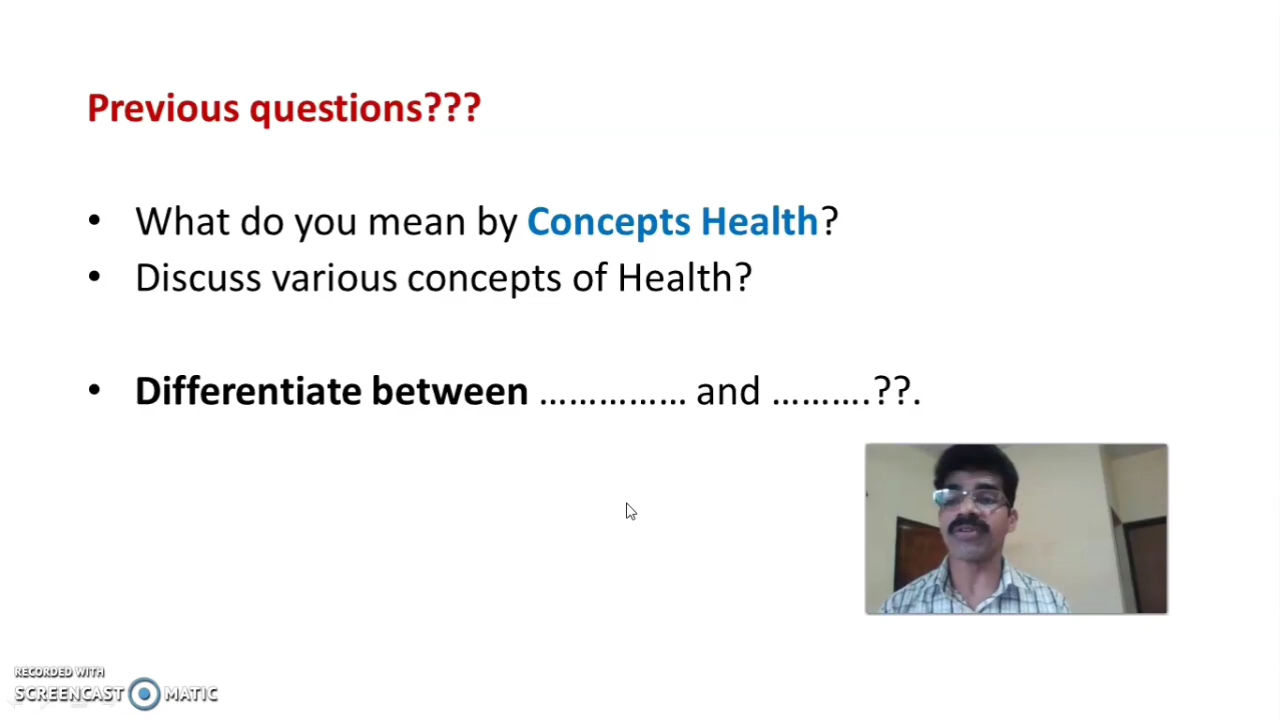 Previous questions???
• What do you mean by Concepts Health?
• Discuss various concepts of Health?
• Differentiate between …………… and ……….??.
RECORDED WITH
SCREENCAST MATIC